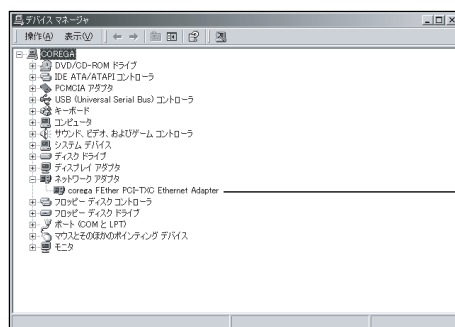 デバイス マネージャ
操作(A) 表示(V)
COREGA
DVD/CD-ROM ドライブ
IDE ATA/ATAPI コントローラ
PCMCIA アダプタ
USB (Universal Serial Bus) コントローラ
キーボード
コンピュータ
サウンド、ビデオ、およびゲーム コントローラ
システム デバイス
ディスク ドライブ
ディスプレイ アダプタ
ネットワーク アダプタ
corega FEther PCI-TXC Ethernet Adapter
フロッピー ディスク コントローラ
フロッピー ディスク ドライブ
ポート (COM と LPT)
マウスとそのほかのポインティング デバイス
モニタ